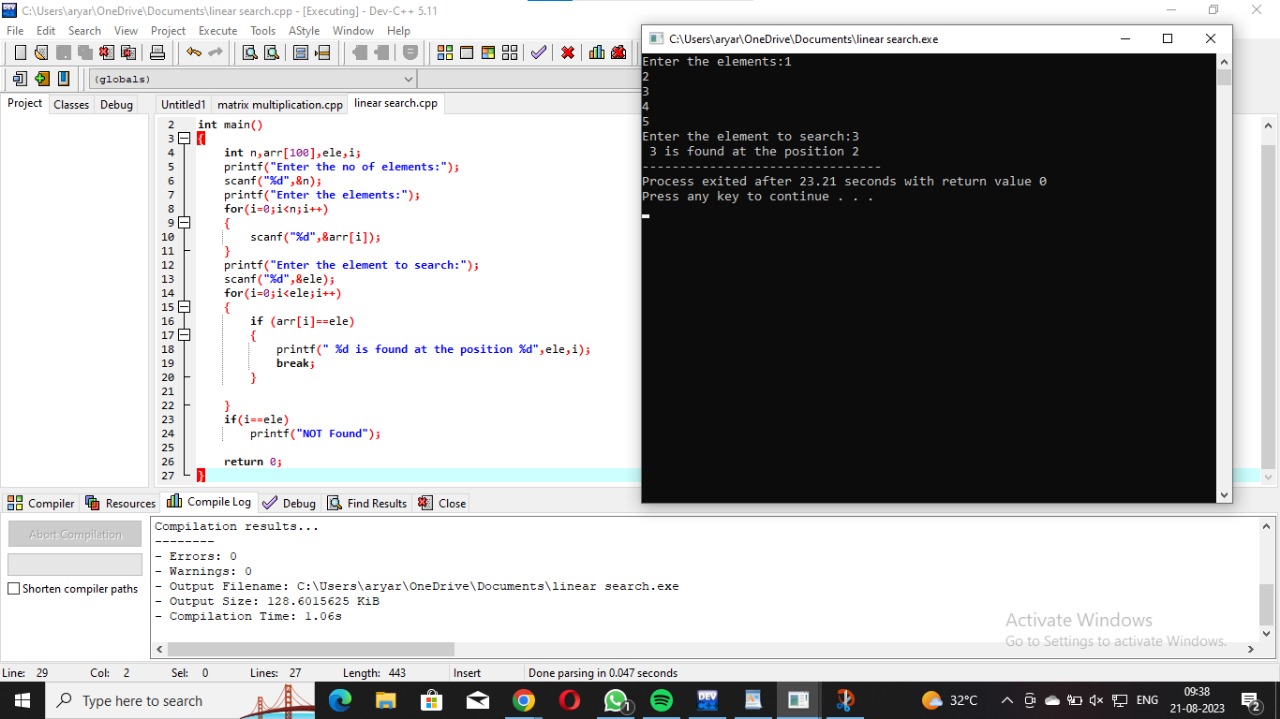 C:\Users\aryar\OneDrive\Documents\linear search.cpp - [Executing] - Dev-C++ 5.11
File Edit Search View Project Execute Tools AStyle Window Help
(globals)
Project Classes Debug
Untitled1 matrix multiplication.cpp linear search.cpp
2 int main()
3 {
4 int n,arr[100],ele,i;
5 printf("Enter the no of elements:");
6 scanf("%d",&n);
7 printf("Enter the elements:");
8 for(i=0;i<n;i++)
9 {
10 scanf("%d",&arr[i]);
11 }
12 printf("Enter the element to search:");
13 scanf("%d",&ele);
14 for(i=0;i<ele;i++)
15 {
16 if (arr[i]==ele)
17 {
18 printf(" %d is found at the position %d",ele,i);
19 break;
20 }
21
22 }
23 if(i==ele)
24 printf("NOT Found");
25
26 return 0;
27 }
C:\Users\aryar\OneDrive\Documents\linear search.exe
Enter the elements:1
2
3
4
5
Enter the element to search:3
 3 is found at the position 2
--------------------------------
Process exited after 23.21 seconds with return value 0
Press any key to continue . . .
Compiler Resources Compile Log Debug Find Results Close
Abort Compilation
Shorten compiler paths
Compilation results...
--------
- Errors: 0
- Warnings: 0
- Output Filename: C:\Users\aryar\OneDrive\Documents\linear search.exe
- Output Size: 128.6015625 KiB
- Compilation Time: 1.06s
Activate Windows
Go to Settings to activate Windows.
Line: 29 Col: 2 Sel: 0 Lines: 27 Length: 443 Insert Done parsing in 0.047 seconds
Type here to search
1
DEV
32°C
ENG
09:38
21-08-2023
2